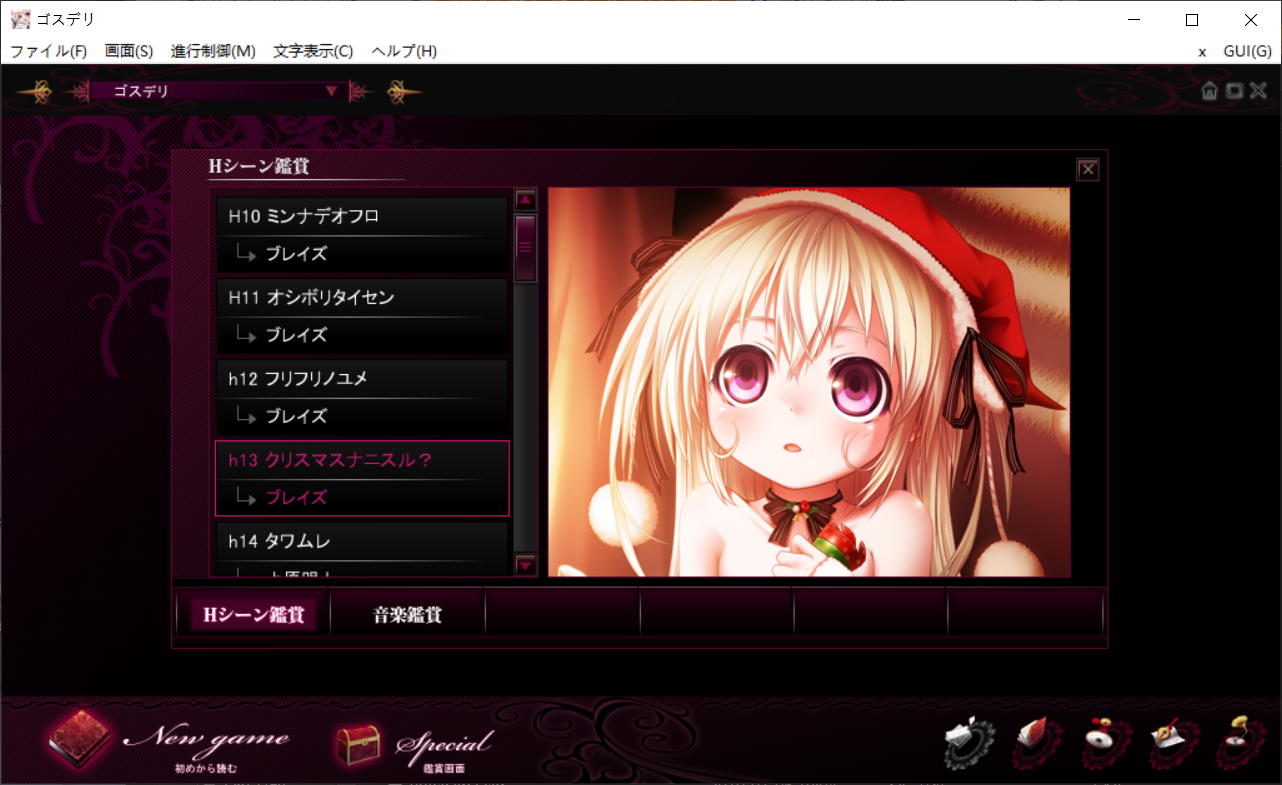 ゴスデリ
ファイル(F) 画面(S) 進行制御(M) 文字表示(C) ヘルプ(H) x GUI(G)
ゴスデリ
Hシーン鑑賞
H10 ミンナデオフロ
ブレイズ
H11 オシボリタイセン
ブレイズ
h12 フリフリノユメ
ブレイズ
h13 クリスマスナニスル？
ブレイズ
h14 タワムレ
Hシーン鑑賞 音楽鑑賞
New game
初めから読む
Special
鑑賞画面